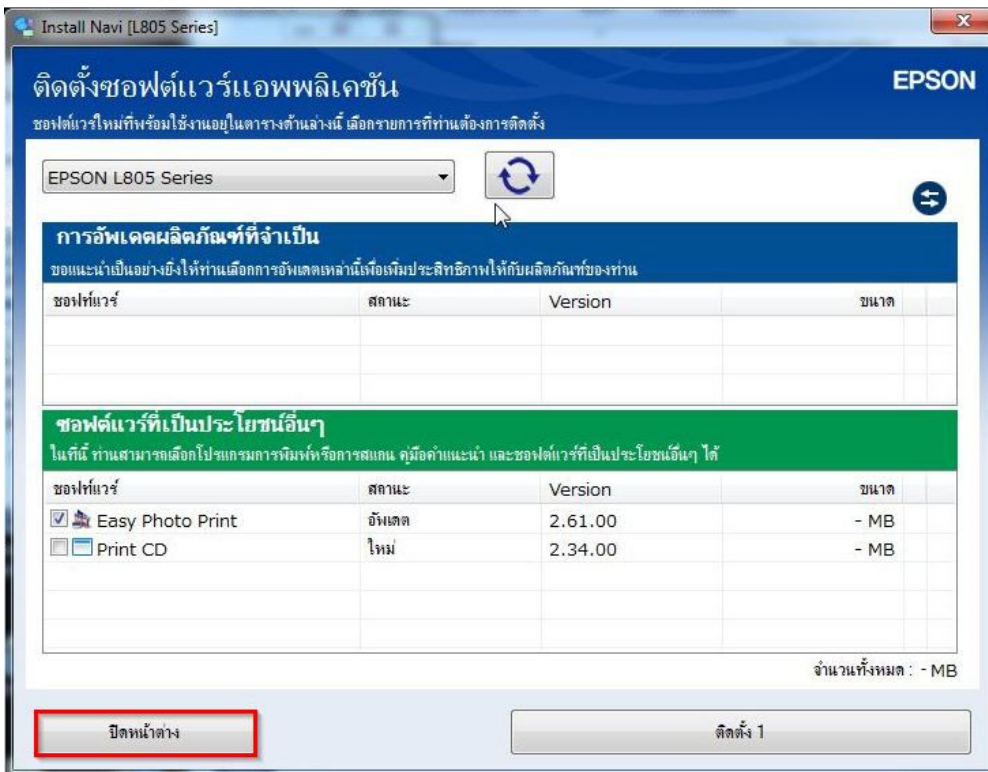 Install Navi [L805 Series]
ติดตั้งซอฟต์แวร์แอพพลิเคชัน
EPSON
ซอฟต์แวร์ใหม่ที่พร้อมใช้งานอยู่ในตารางด้านล่างนี้ เลือกรายการที่ท่านต้องการติดตั้ง
EPSON L805 Series
การอัพเดตผลิตภัณฑ์ที่จำเป็น
ขอแนะนำเป็นอย่างยิ่งให้ท่านเลือกการอัพเดตเหล่านี้เพื่อเพิ่มประสิทธิภาพให้กับผลิตภัณฑ์ของท่าน
ซอฟท์แวร์ สถานะ Version ขนาด
ซอฟต์แวร์ที่เป็นประโยชน์อื่นๆ
ในที่นี้ ท่านสามารถเลือกโปรแกรมการพิมพ์หรือการสแกน คู่มือคำแนะนำ และซอฟต์แวร์ที่เป็นประโยชน์อื่นๆ ได้
ซอฟท์แวร์ สถานะ Version ขนาด
Easy Photo Print อัพเดต 2.61.00 - MB
Print CD ใหม่ 2.34.00 - MB
จำนวนทั้งหมด : - MB
ปิดหน้าต่าง ติดตั้ง 1